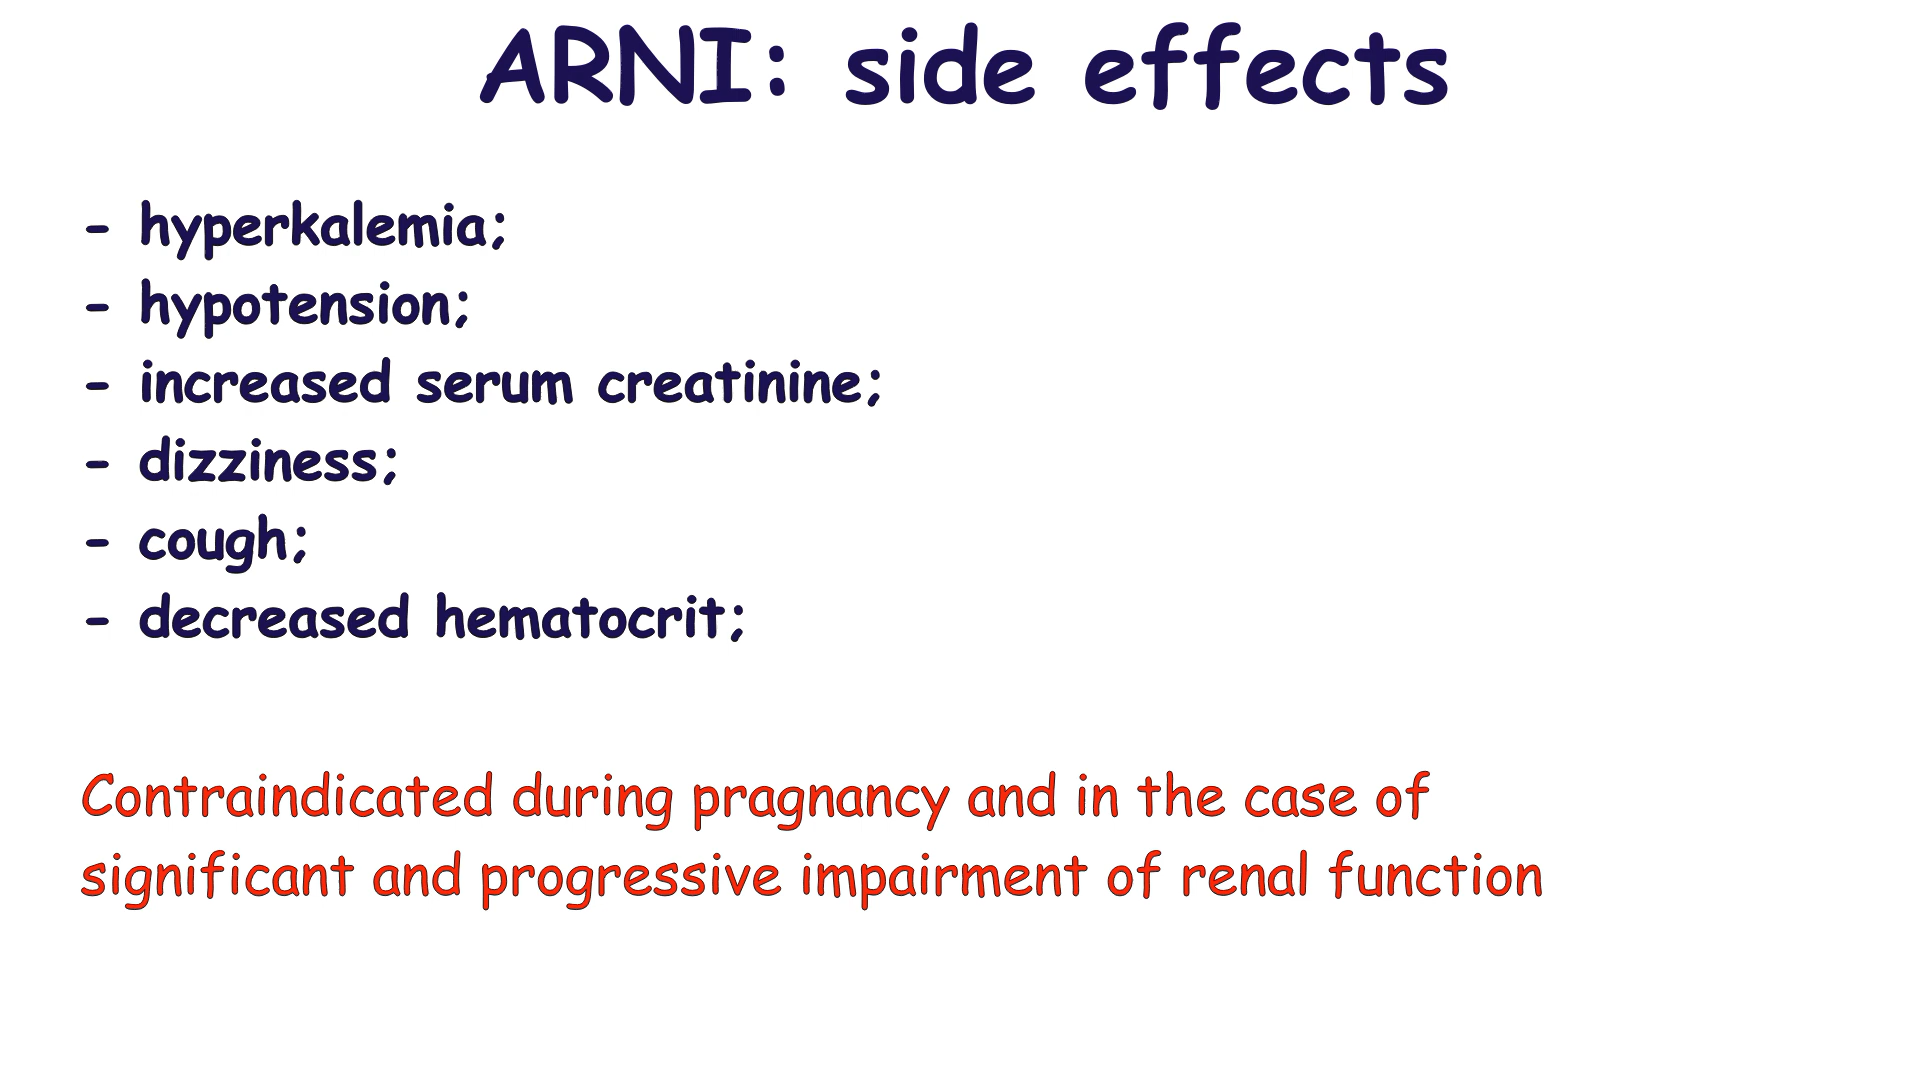 ARNI: side effects
- hyperkalemia;
- hypotension;
- increased serum creatinine;
- dizziness;
- cough;
- decreased hematocrit;
Contraindicated during pragnancy and in the case of
significant and progressive impairment of renal function